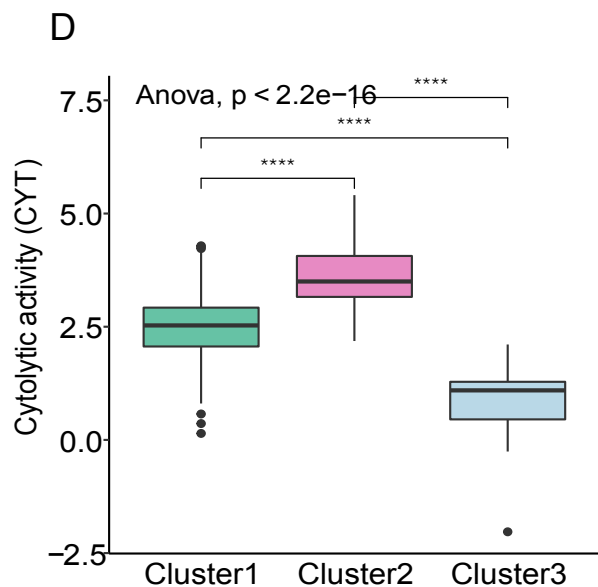 D
Anova, p < 2.2e−16
****
****
****
7.5
5.0
2.5
0.0
−2.5
Cytolytic activity (CYT)
Cluster1 Cluster2 Cluster3